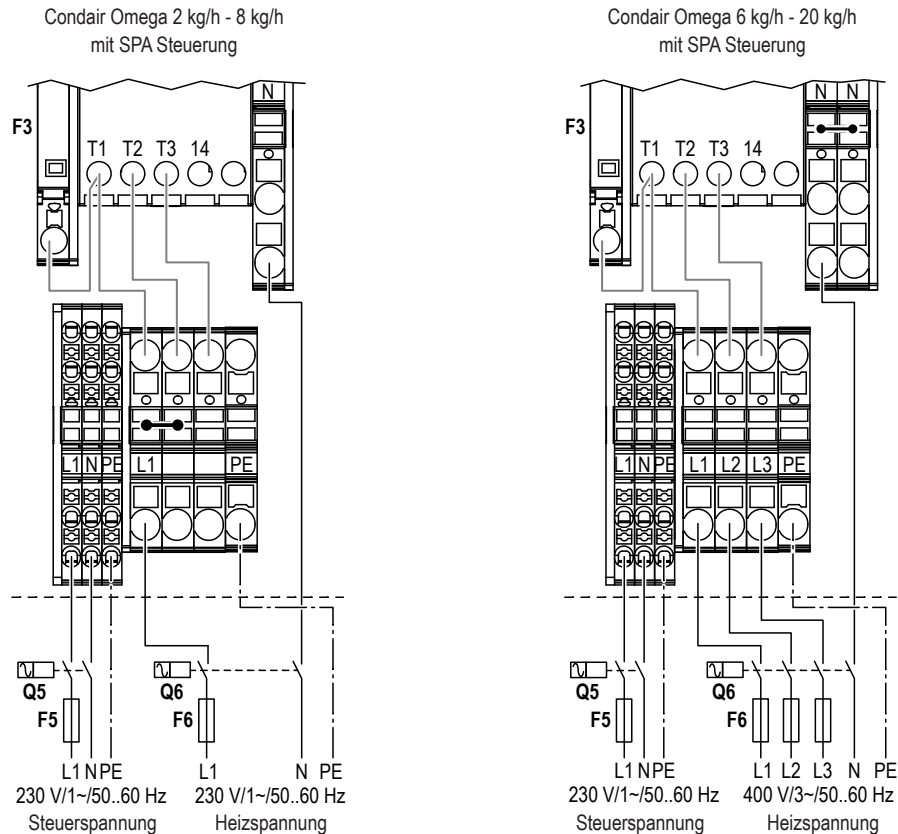 Condair Omega 2 kg/h - 8 kg/h
mit SPA Steuerung
N
F3
T1 T2 T3 14
L1 N PE L1 PE
Q5 Q6
F5 F6
L1 N PE L1 N PE
230 V/1~/50..60 Hz 230 V/1~/50..60 Hz
Steuerspannung Heizspannung
Condair Omega 6 kg/h - 20 kg/h
mit SPA Steuerung
N N
F3
T1 T2 T3 14
L1 N PE L1 L2 L3 PE
Q5 Q6
F5 F6
L1 N PE L1 L2 L3 N PE
230 V/1~/50..60 Hz 400 V/3~/50..60 Hz
Steuerspannung Heizspannung